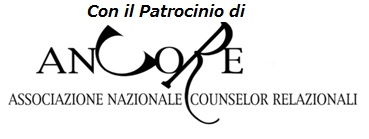 Con il Patrocinio di
ANCORE
ASSOCIAZIONE NAZIONALE COUNSELOR RELAZIONALI